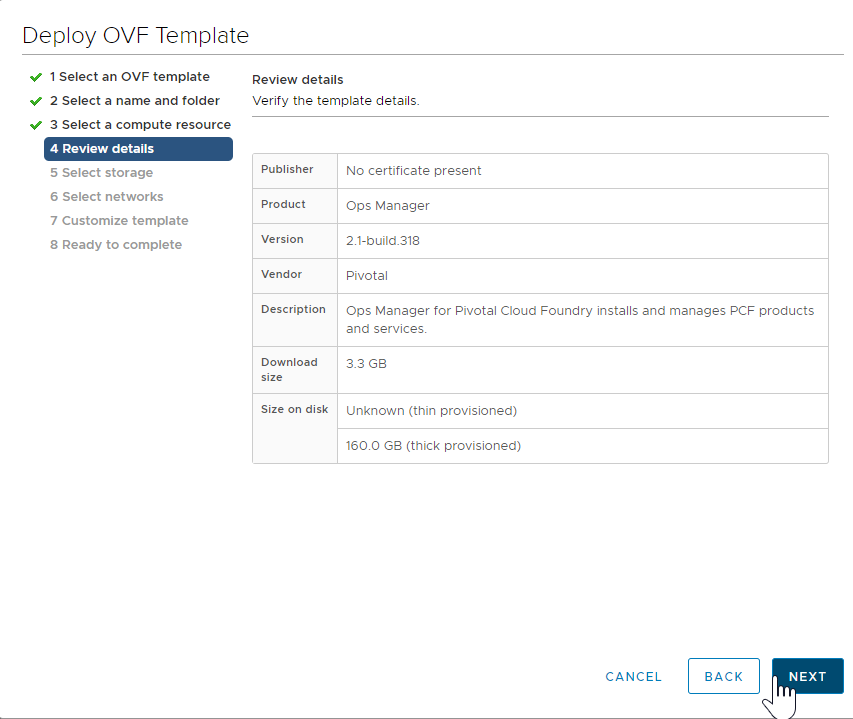 Deploy OVF Template
1 Select an OVF template
2 Select a name and folder
3 Select a compute resource
4 Review details
5 Select storage
6 Select networks
7 Customize template
8 Ready to complete
Review details
Verify the template details.
Publisher No certificate present
Product Ops Manager
Version 2.1-build.318
Vendor Pivotal
Description Ops Manager for Pivotal Cloud Foundry installs and manages PCF products
and services.
Download 3.3 GB
size
Size on disk Unknown (thin provisioned)
160.0 GB (thick provisioned)
CANCEL BACK NEXT